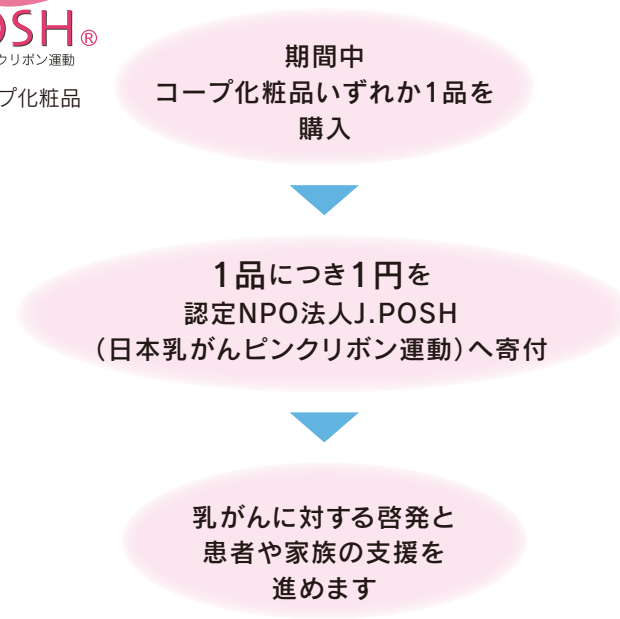 OSH®
クリボン運動
プ化粧品
期間中
コープ化粧品いずれか1品を
購入
1品につき1円を
認定NPO法人J.POSH
（日本乳がんピンクリボン運動）へ寄付
乳がんに対する啓発と
患者や家族の支援を
進めます